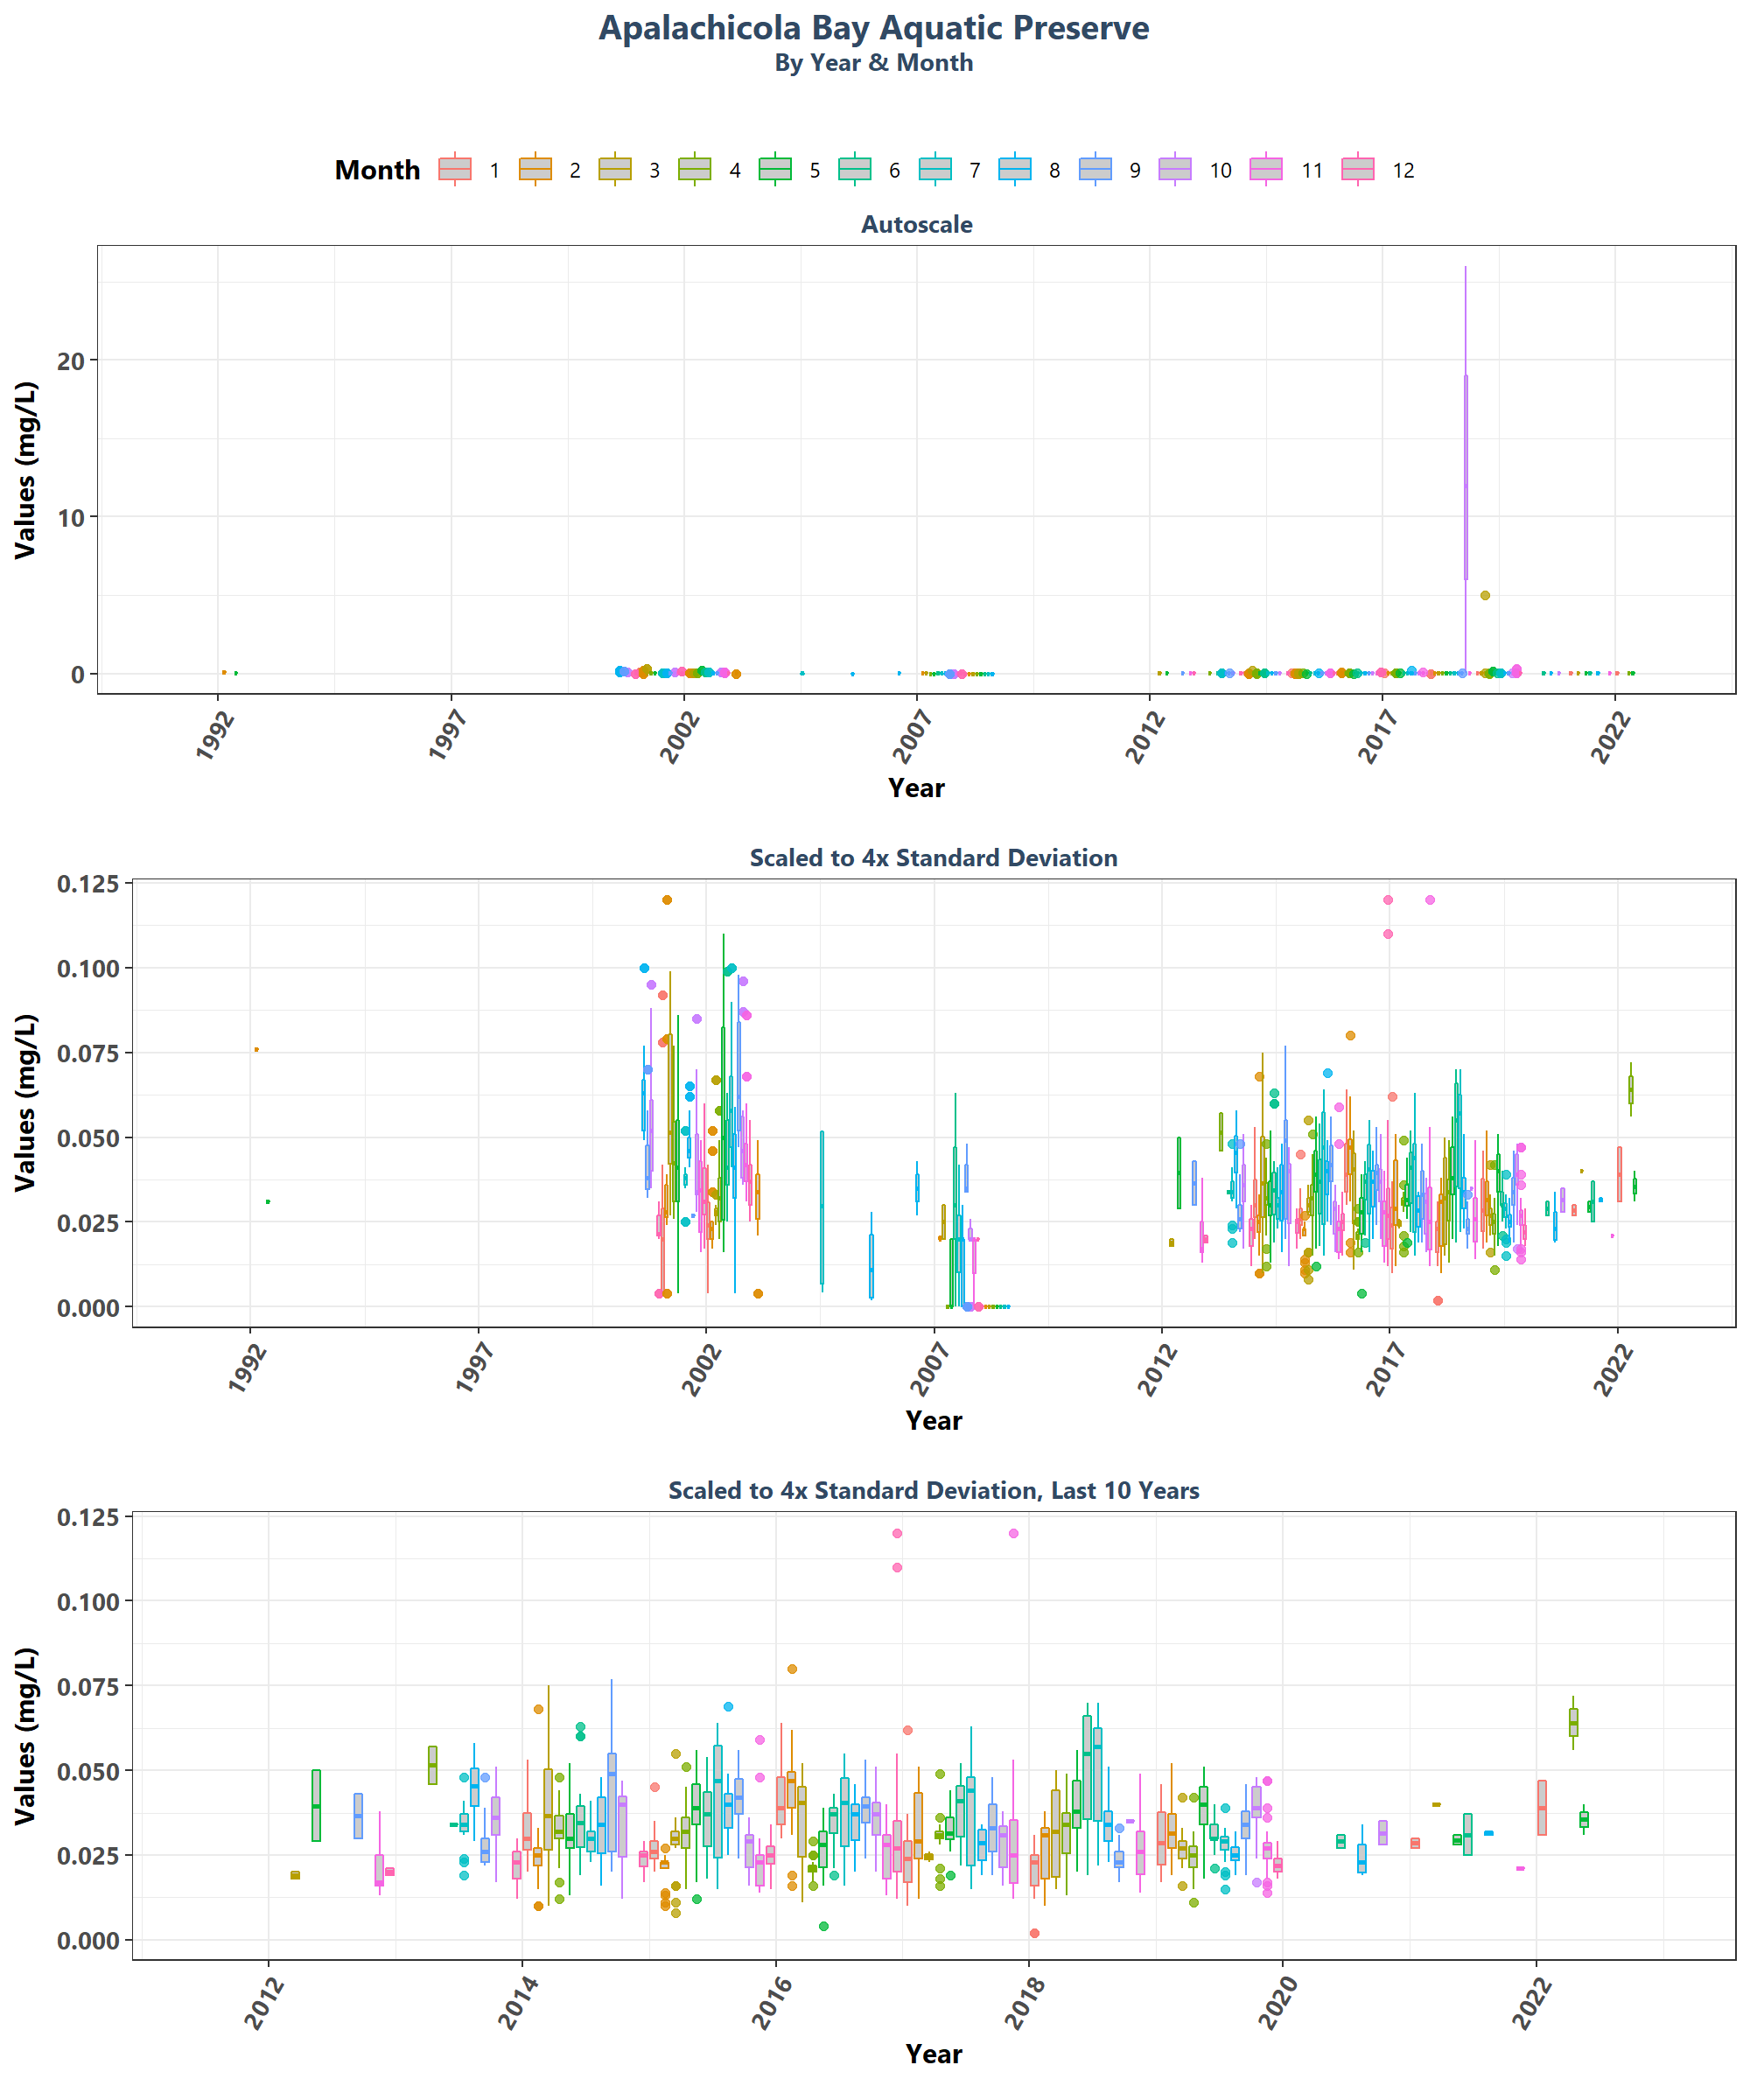 Apalachicola Bay Aquatic Preserve
By Year & Month
Month 1 2 3 4 5 6 7 8 9 10 11 12
Autoscale
Values (mg/L)
20
10
0
1992 1997 2002 2007 2012 2017 2022
Year
Scaled to 4x Standard Deviation
Values (mg/L)
0.125
0.100
0.075
0.050
0.025
0.000
1992 1997 2002 2007 2012 2017 2022
Year
Scaled to 4x Standard Deviation, Last 10 Years
Values (mg/L)
0.125
0.100
0.075
0.050
0.025
0.000
2012 2014 2016 2018 2020 2022
Year